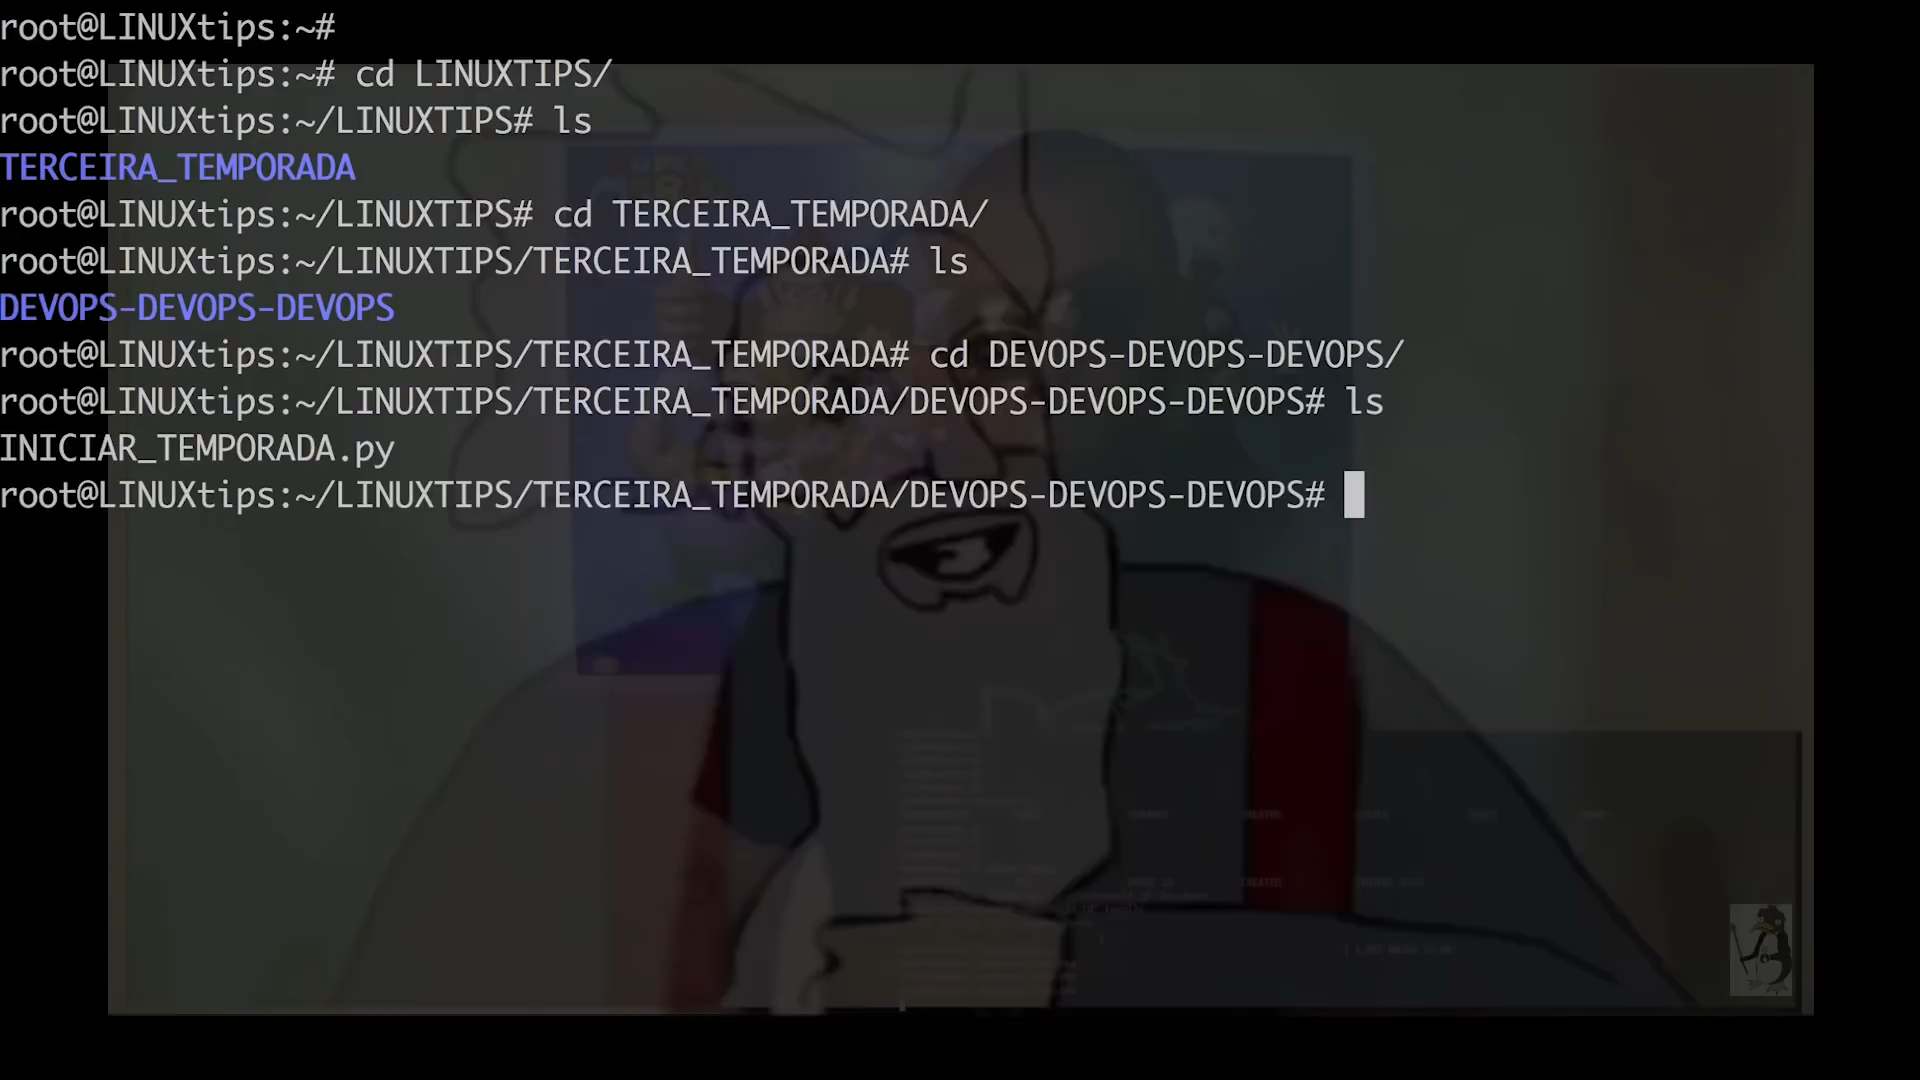 root@LINUXtips:~#
root@LINUXtips:~# cd LINUXTIPS/
root@LINUXtips:~/LINUXTIPS# ls
TERCEIRA_TEMPORADA
root@LINUXtips:~/LINUXTIPS# cd TERCEIRA_TEMPORADA/
root@LINUXtips:~/LINUXTIPS/TERCEIRA_TEMPORADA# ls
DEVOPS-DEVOPS-DEVOPS
root@LINUXtips:~/LINUXTIPS/TERCEIRA_TEMPORADA# cd DEVOPS-DEVOPS-DEVOPS/
root@LINUXtips:~/LINUXTIPS/TERCEIRA_TEMPORADA/DEVOPS-DEVOPS-DEVOPS# ls
INICIAR_TEMPORADA.py
root@LINUXtips:~/LINUXTIPS/TERCEIRA_TEMPORADA/DEVOPS-DEVOPS-DEVOPS#